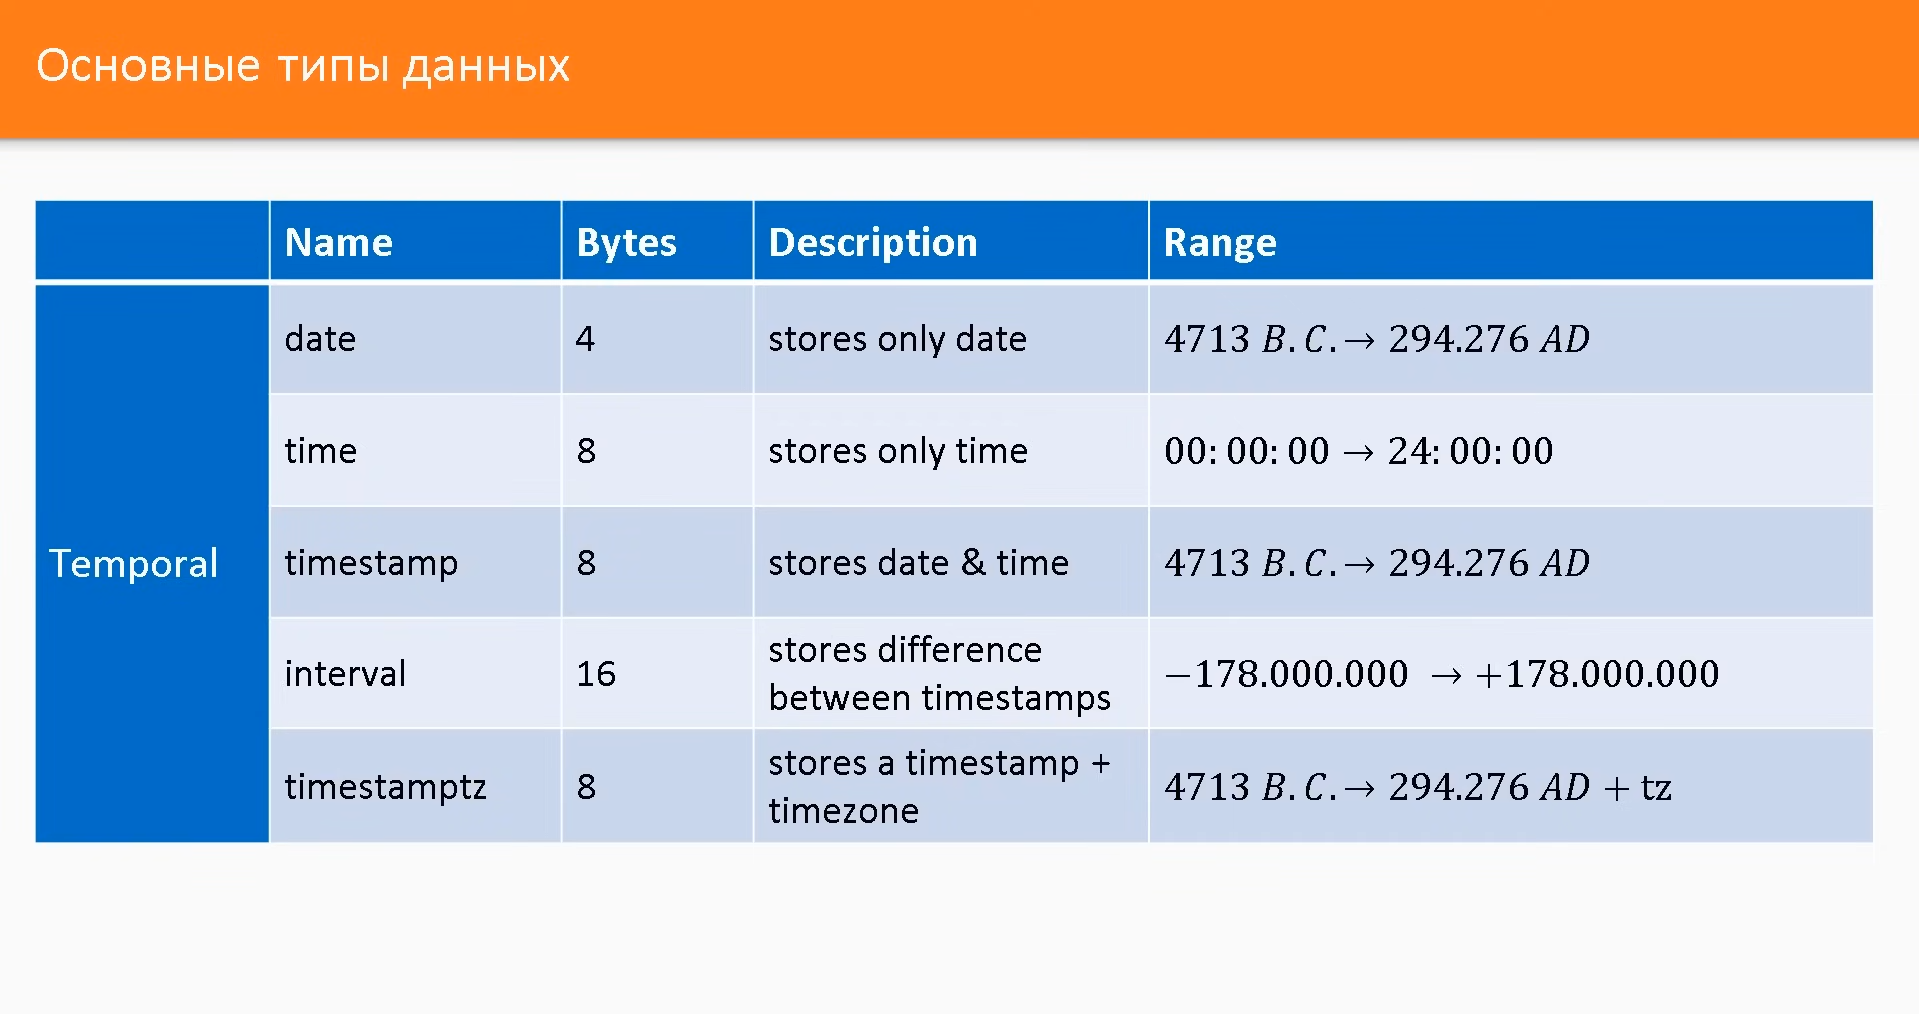 Основные типы данных
Name Bytes Description Range
Temporal
date 4 stores only date 4713 B.C.→ 294.276 AD
time 8 stores only time 00:00:00 → 24:00:00
timestamp 8 stores date & time 4713 B.C.→ 294.276 AD
interval 16 stores difference
between timestamps −178.000.000 → +178.000.000
timestamptz 8 stores a timestamp +
timezone 4713 B.C.→ 294.276 AD + tz